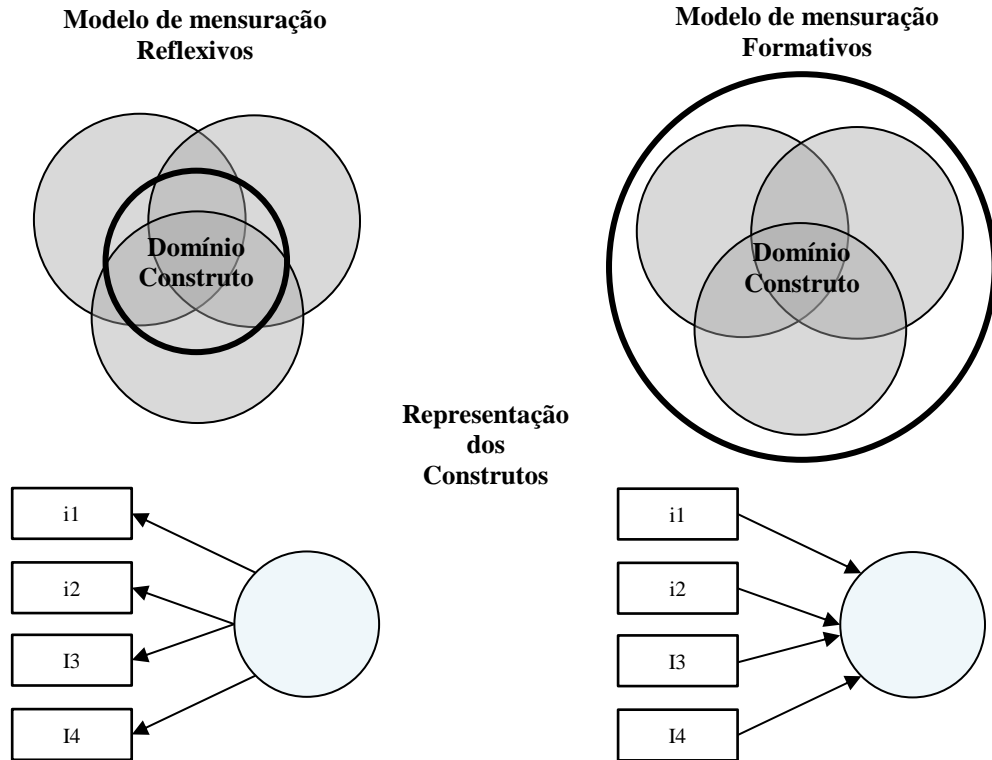 Modelo de mensuração
Reflexivos
Modelo de mensuração
Formativos
Domínio
Construto
Domínio
Construto
Representação
dos
Construtos
i1
i2
I3
I4
i1
i2
I3
I4